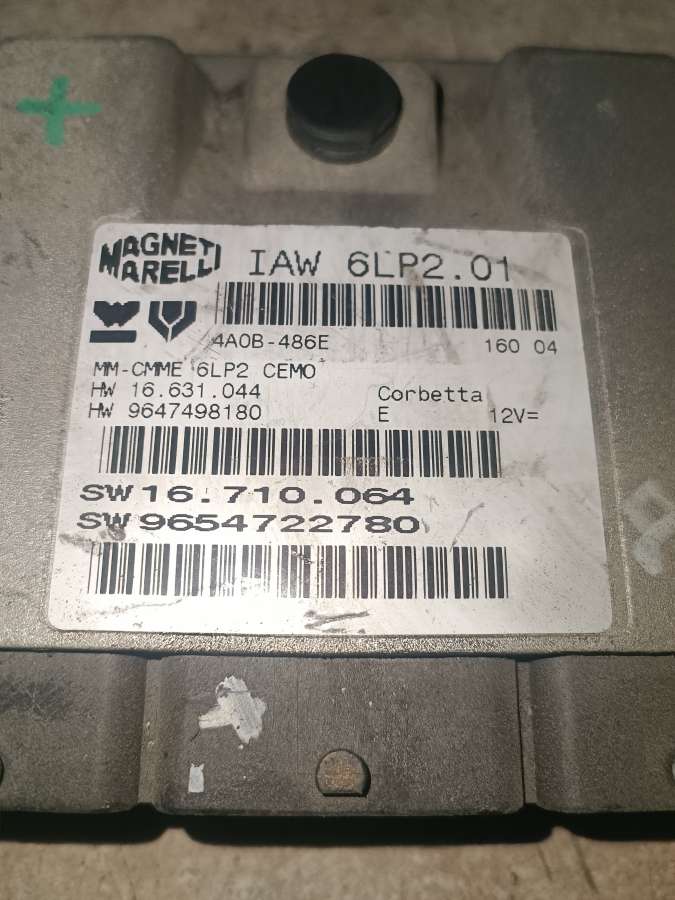 MAGNETI
MARELLI
IAW 6LP2.01
4A0B-486E
160 04
MM-CMME 6LP2 CEMO
HW 16.631.044
Corbetta
HW 9647498180
E
12V=
SW 16.710.064
SW 9654722780